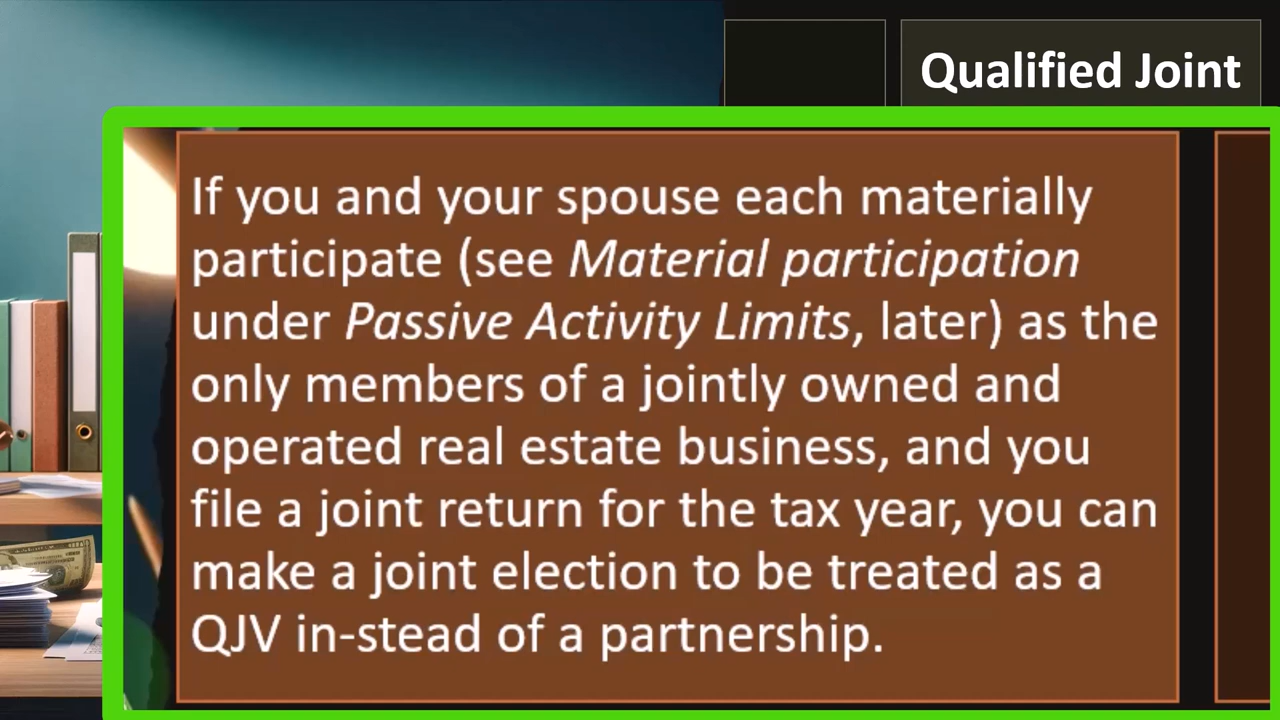 Qualified Joint
If you and your spouse each materially
participate (see Material participation
under Passive Activity Limits, later) as the
only members of a jointly owned and
operated real estate business, and you
file a joint return for the tax year, you can
make a joint election to be treated as a
QJV in-stead of a partnership.